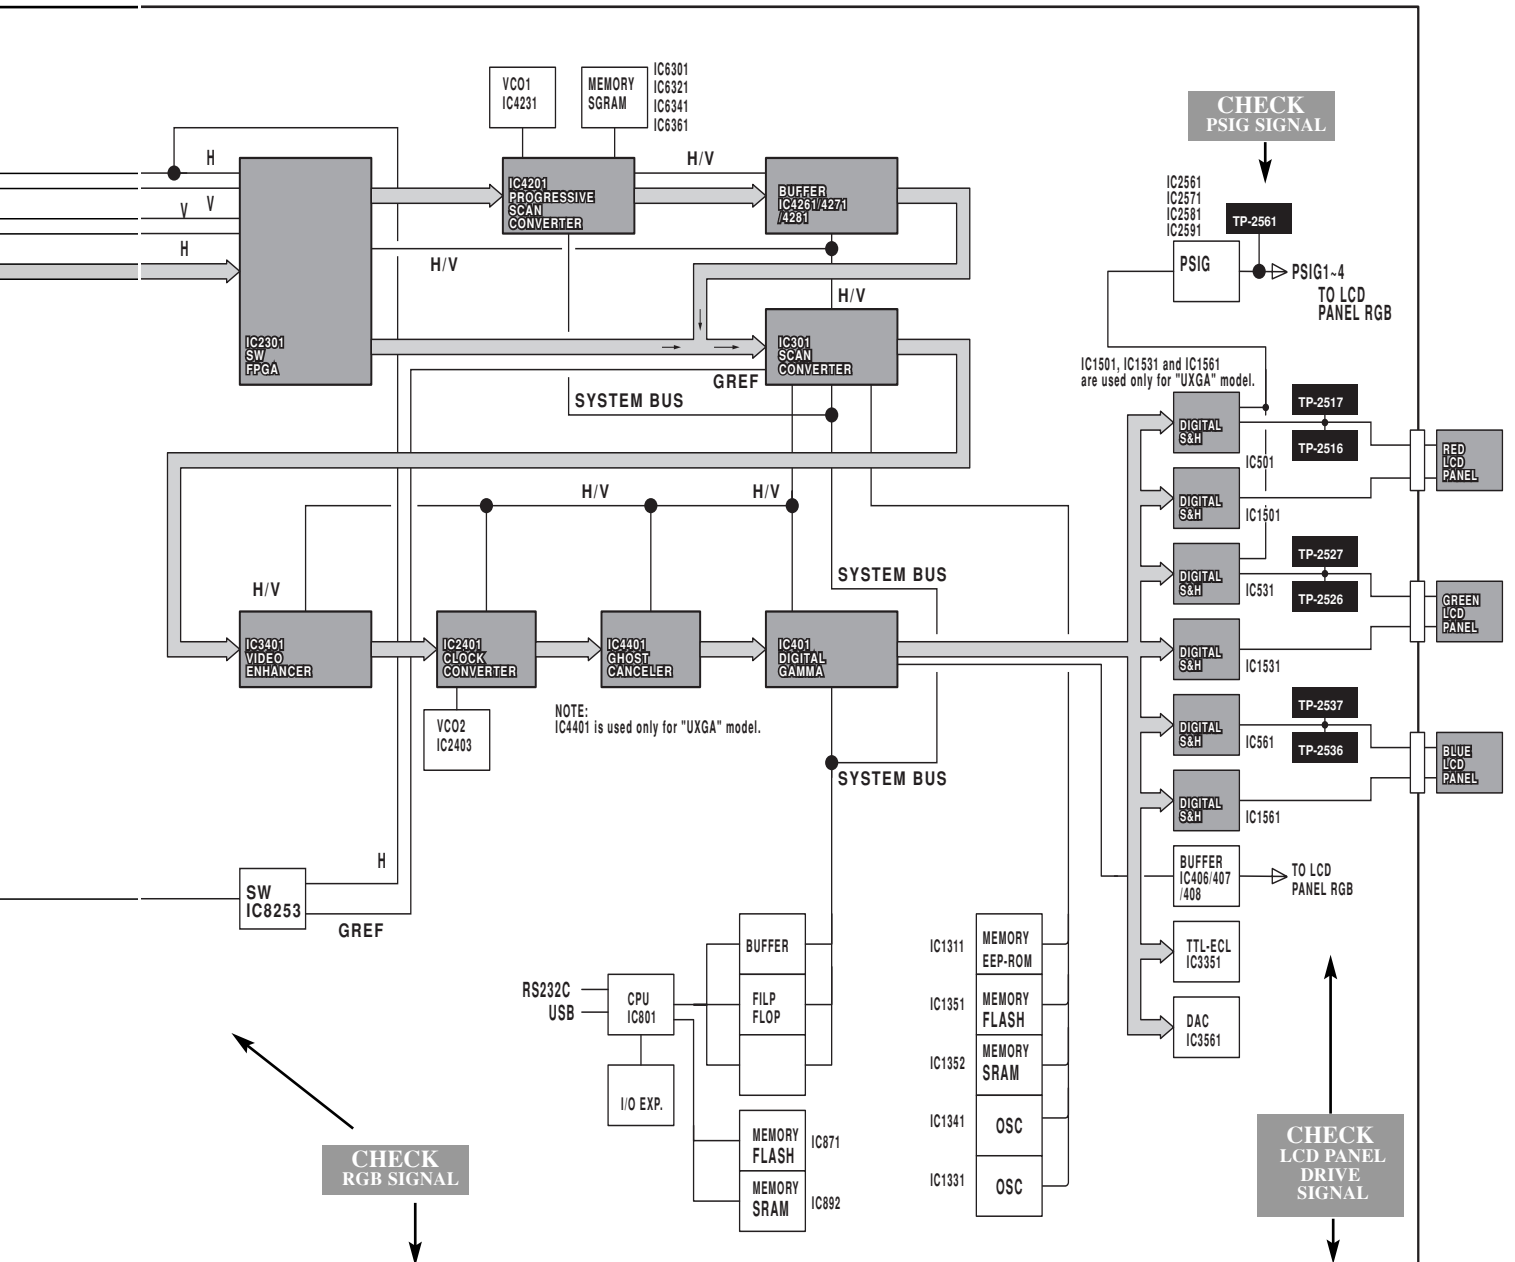 VCO1
IC4231
MEMORY
SGRAM
IC6301
IC6321
IC6341
IC6361
CHECK
PSIG SIGNAL
H
V
V
H
H/V
IC4201
PROGRESSIVE
SCAN
CONVERTER
H/V
BUFFER
IC4261/4271
/4281
IC2561
IC2571
IC2581
IC2591
TP-2561
PSIG
PSIG1~4
TO LCD
PANEL RGB
H/V
IC2301
SW
FPGA
IC301
SCAN
CONVERTER
GREF
SYSTEM BUS
IC1501, IC1531 and IC1561
are used only for "UXGA" model.
DIGITAL
S&H
IC501
TP-2517
TP-2516
RED
LCD
PANEL
DIGITAL
S&H
IC1501
H/V
H/V
DIGITAL
S&H
IC531
TP-2527
TP-2526
GREEN
LCD
PANEL
SYSTEM BUS
H/V
IC3401
VIDEO
ENHANCER
IC2401
CLOCK
CONVERTER
IC4401
GHOST
CANCELER
IC401
DIGITAL
GAMMA
DIGITAL
S&H
IC1531
VCO2
IC2403
NOTE:
IC4401 is used only for "UXGA" model.
DIGITAL
S&H
IC561
TP-2537
TP-2536
BLUE
LCD
PANEL
SYSTEM BUS
DIGITAL
S&H
IC1561
H
SW
IC8253
GREF
BUFFER
IC406/407
/408
TO LCD
PANEL RGB
BUFFER
IC1311
MEMORY
EEP-ROM
TTL-ECL
IC3351
RS232C
USB
CPU
IC801
FILP
FLOP
IC1351
MEMORY
FLASH
DAC
IC3561
IC1352
MEMORY
SRAM
I/O EXP.
IC1341
OSC
MEMORY
FLASH
IC871
IC1331
OSC
MEMORY
SRAM
IC892
CHECK
RGB SIGNAL
CHECK
LCD PANEL
DRIVE
SIGNAL